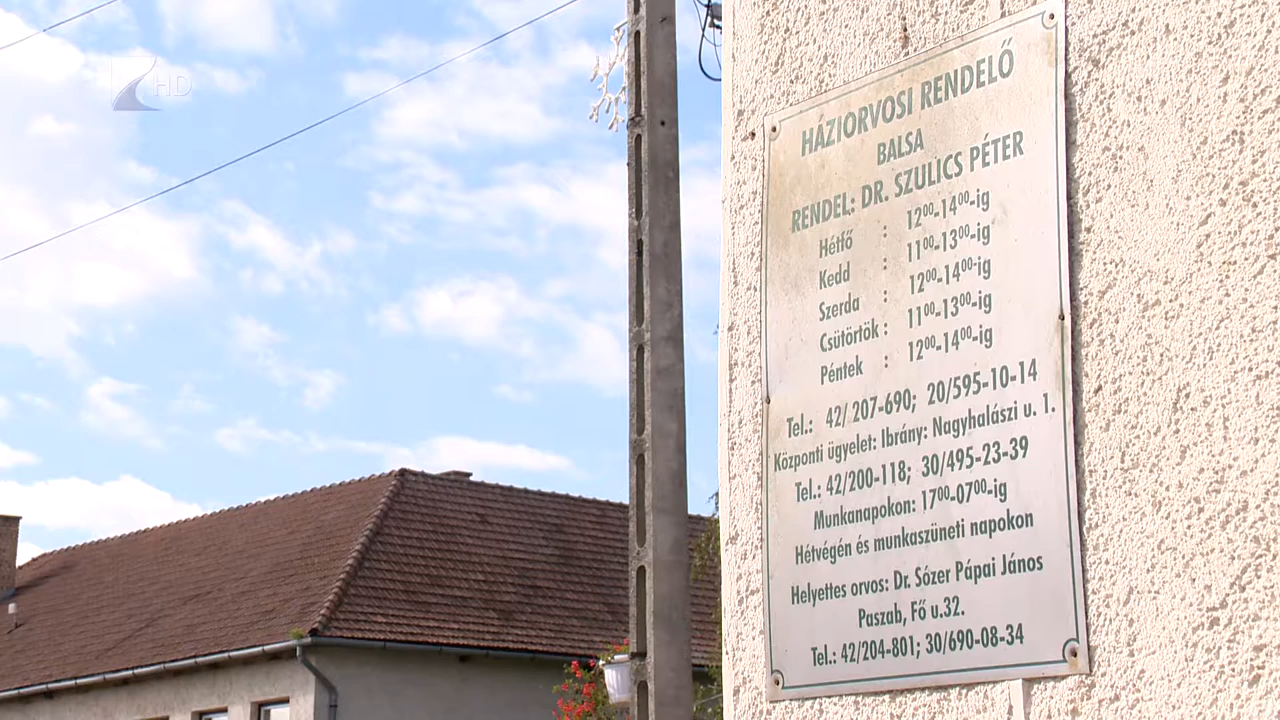 HD
HÁZIORVOSI RENDELŐ
BALSA
RENDEL: DR. SZULICS PÉTER
Hétfő : 12⁰⁰-14⁰⁰-ig
Kedd : 11⁰⁰-13⁰⁰-ig
Szerda : 12⁰⁰-14⁰⁰-ig
Csütörtök : 11⁰⁰-13⁰⁰-ig
Péntek : 12⁰⁰-14⁰⁰-ig
Tel.: 42/ 207-690; 20/595-10-14
Központi ügyelet: Ibrány: Nagyhalászi u. 1.
Tel.: 42/200-118; 30/495-23-39
Munkanapokon: 17⁰⁰-07⁰⁰-ig
Hétvégén és munkaszüneti napokon
Helyettes orvos: Dr. Sózer Pápai János
Paszab, Fő u.32.
Tel.: 42/204-801; 30/690-08-34